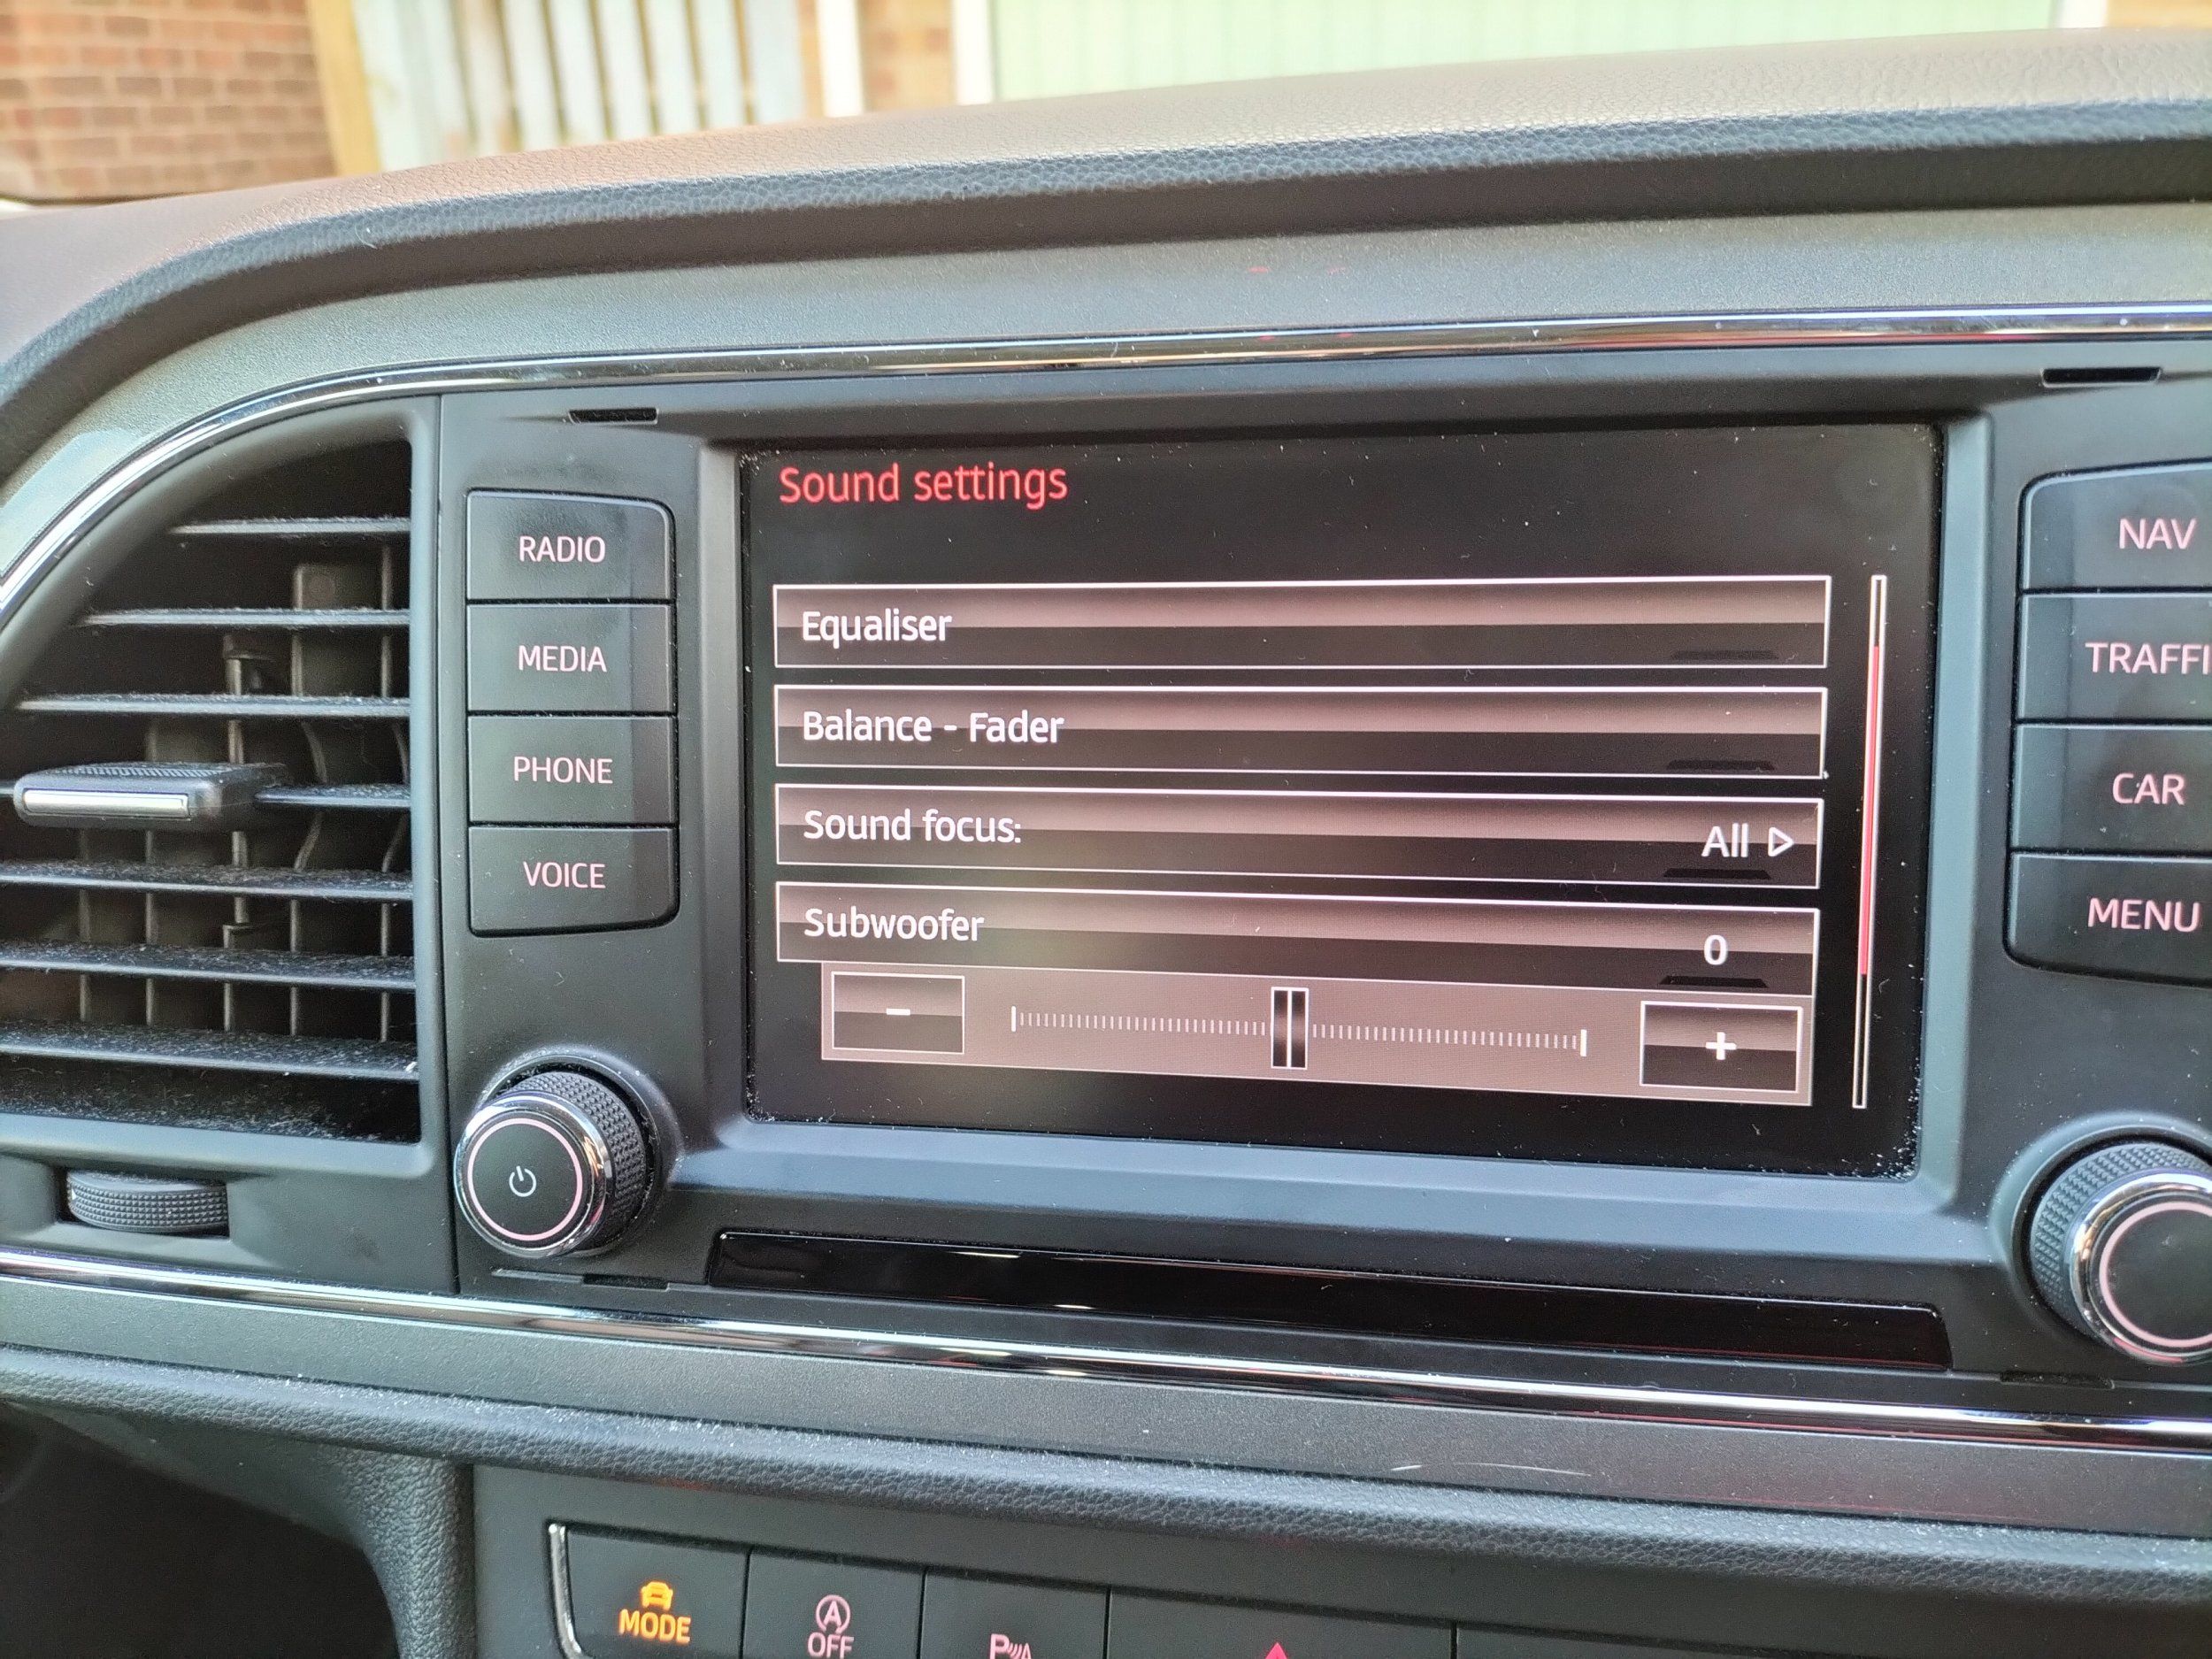 Sound settings
Equaliser
Balance - Fader
Sound focus:
All
Subwoofer
0
- +
RADIO
MEDIA
PHONE
VOICE
NAV
TRAFFI
CAR
MENU
MODE
A
OFF
P